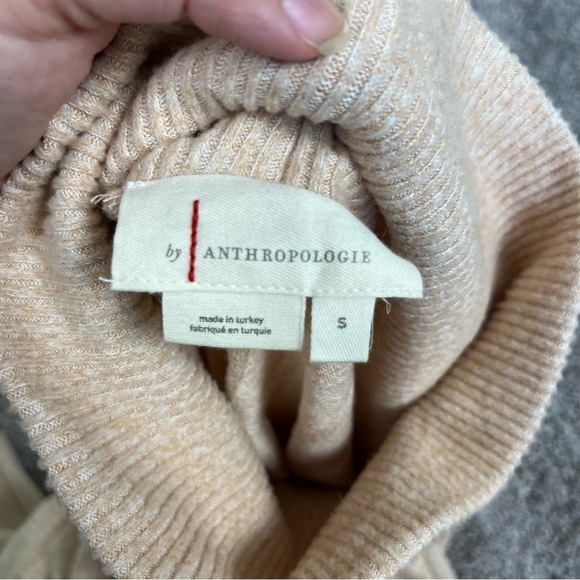 by ANTHROPOLOGIE
made in turkey
fabriqué en turquie
S